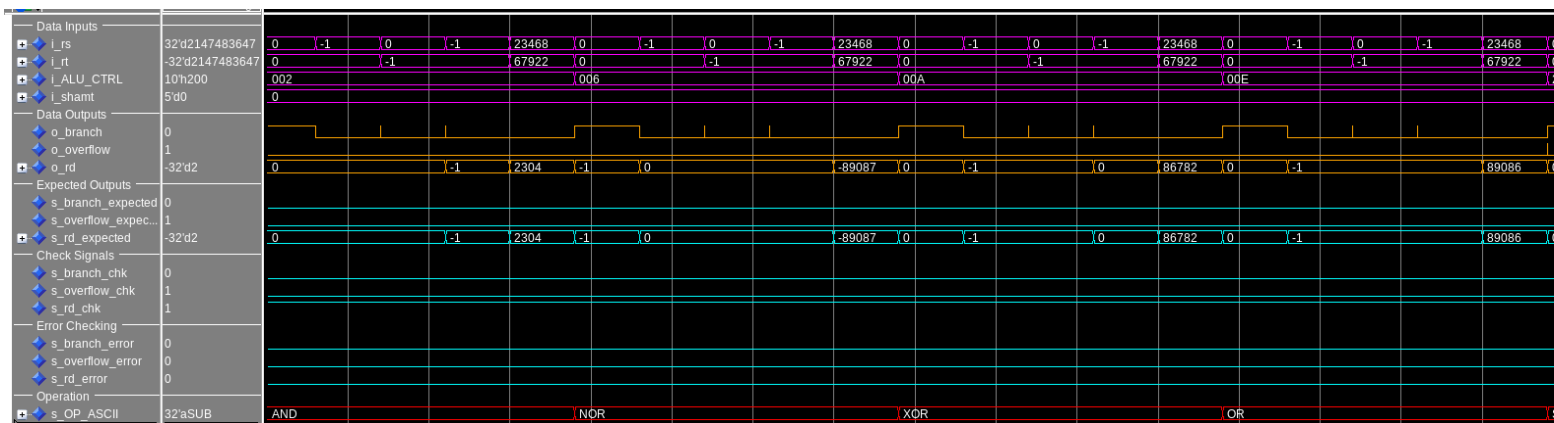 Data Inputs
i_rs 32'd2147483647 0 -1 0 -1 23468 0 -1 0 -1 23468 0 -1 0 -1 23468 0 -1 0 -1 23468
i_rt -32'd2147483647 0 -1 67922 0 -1 67922 0 -1 67922 0 -1 67922
i_ALU_CTRL 10'h200 002 006 00A 00E
i_shamt 5'd0 0
Data Outputs
o_branch 0
o_overflow 1
o_rd -32'd2 0 -1 2304 -1 0 -89087 0 -1 0 86782 0 -1 89086
Expected Outputs
s_branch_expected 0
s_overflow_expec... 1
s_rd_expected -32'd2 0 -1 2304 -1 0 -89087 0 -1 0 86782 0 -1 89086
Check Signals
s_branch_chk 0
s_overflow_chk 1
s_rd_chk 1
Error Checking
s_branch_error 0
s_overflow_error 0
s_rd_error 0
Operation
s_OP_ASCII 32'aSUB AND NOR XOR OR